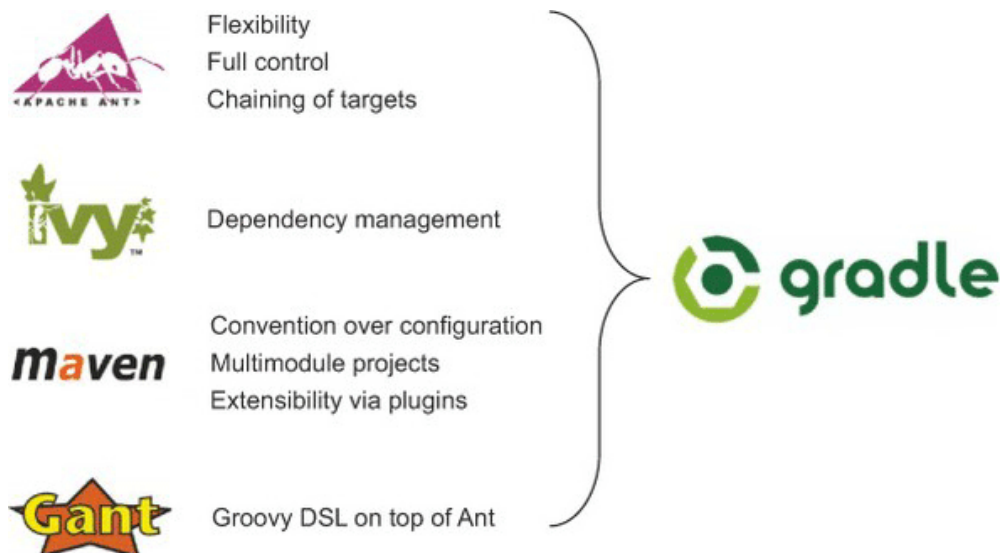 <APACHE ANT>
Flexibility
Full control
Chaining of targets
ivy
TM
Dependency management
maven
Convention over configuration
Multimodule projects
Extensibility via plugins
Gant
Groovy DSL on top of Ant
gradle